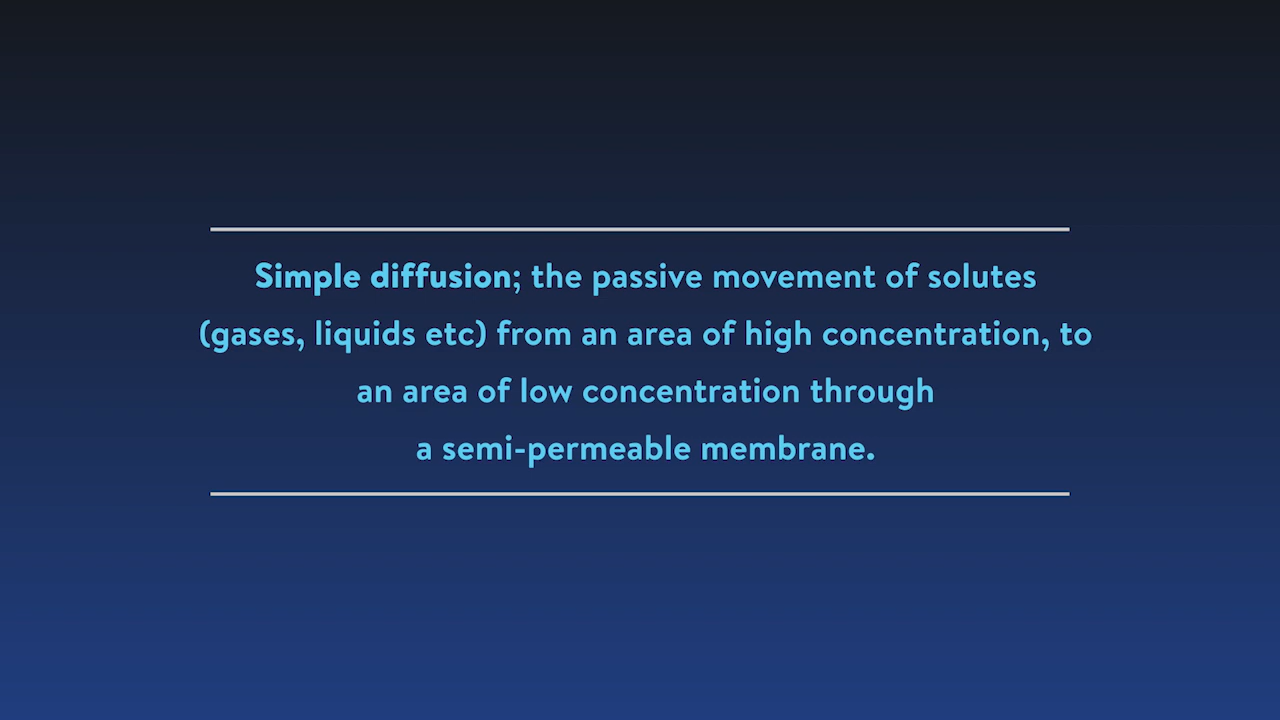 Simple diffusion; the passive movement of solutes
(gases, liquids etc) from an area of high concentration, to
an area of low concentration through
a semi-permeable membrane.